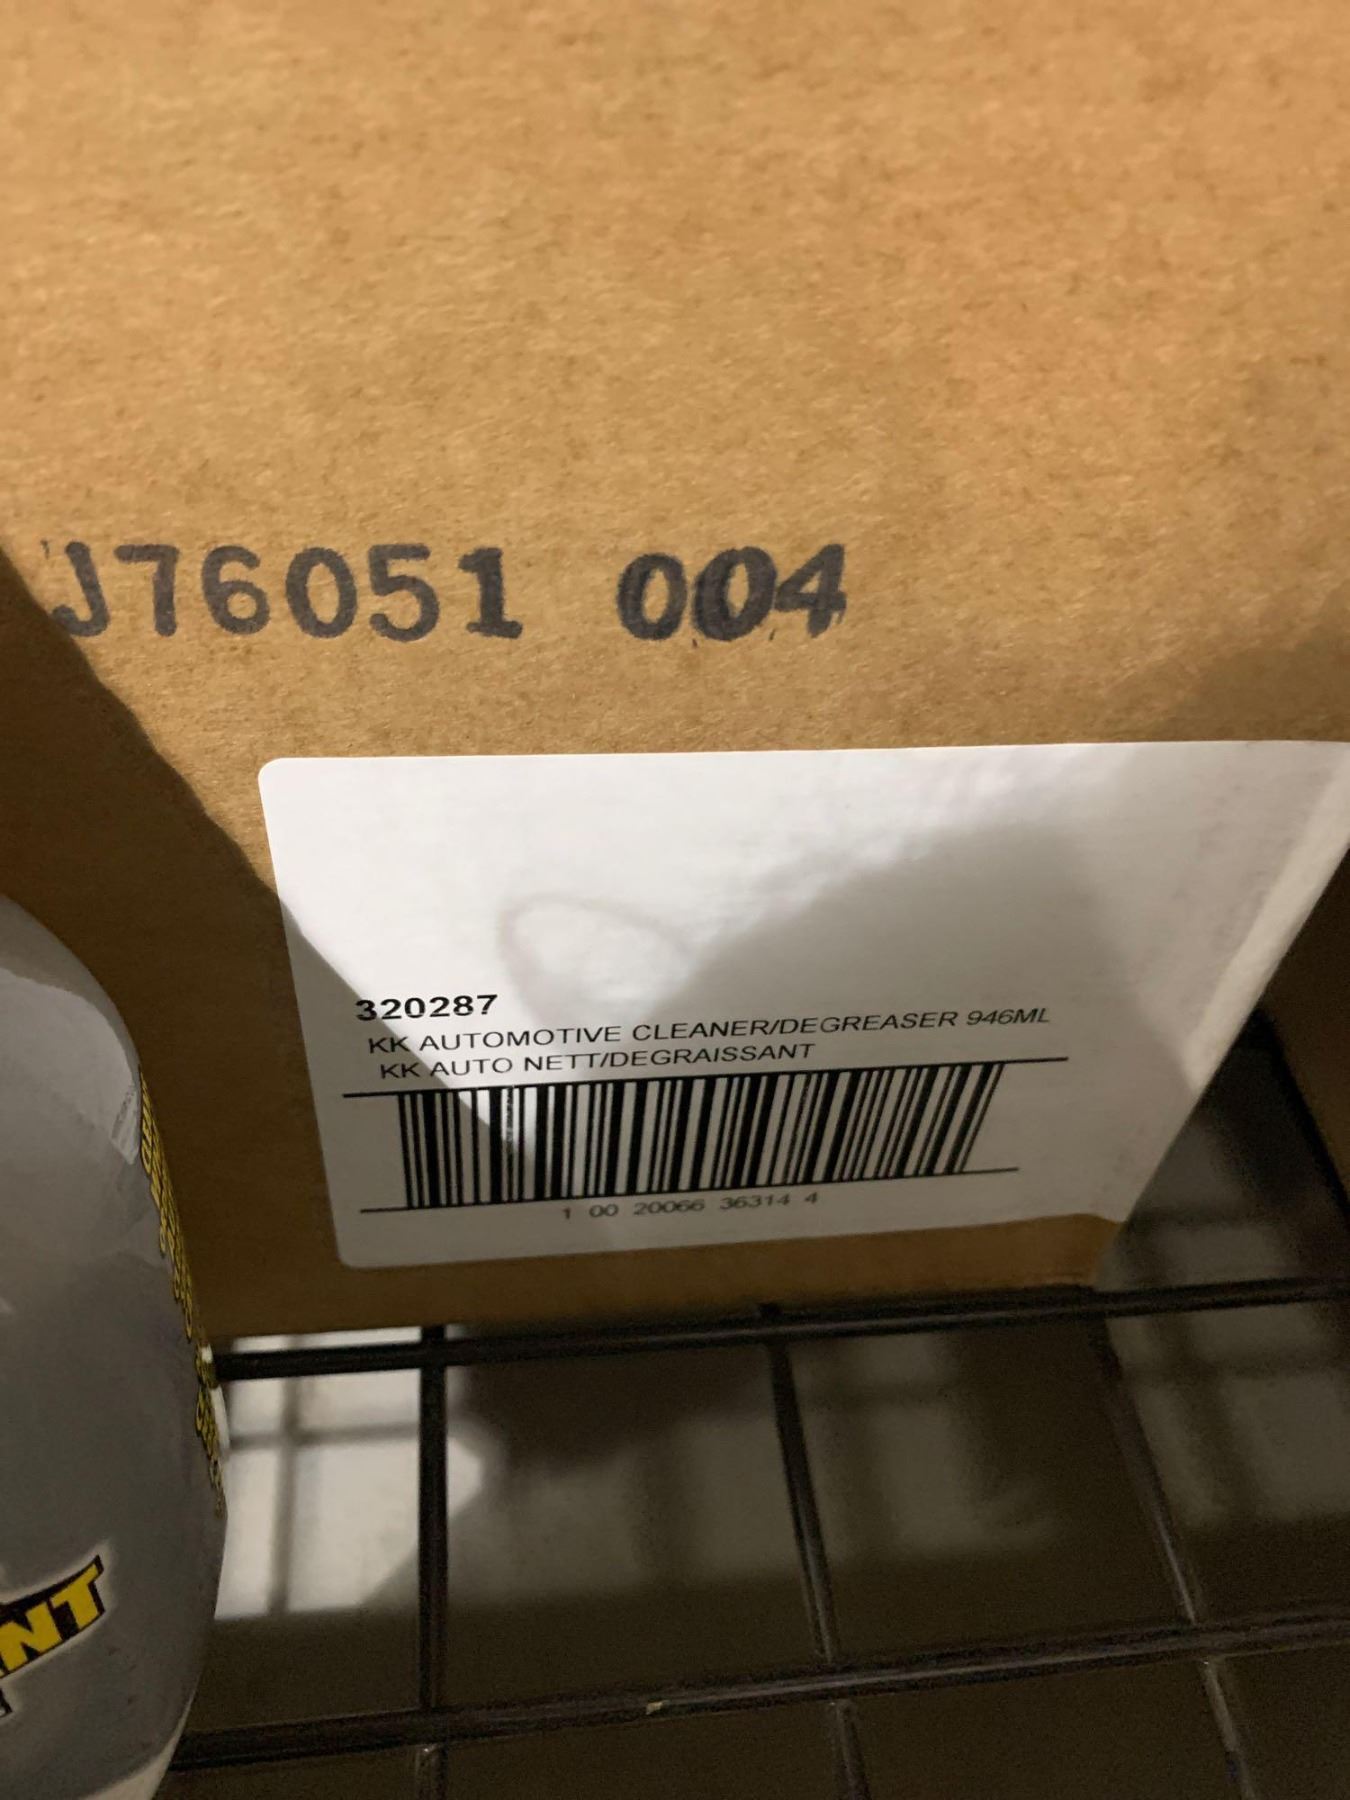 J76051 004
320287
KK AUTOMOTIVE CLEANER/DEGREASER 946ML
KK AUTO NETT/DEGRAISSANT
1 00 20066 36314 4
NT